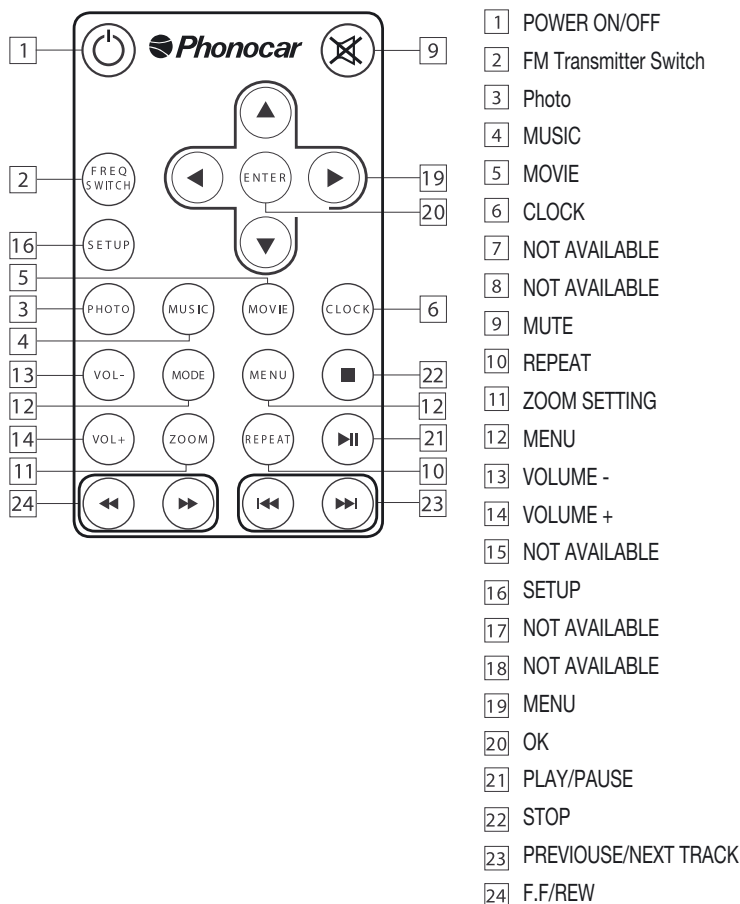 1 Phonocar 9
FREQ
SWITCH
2 ENTER 19
20
16 SETUP
5
3 PHOTO MUSIC MOVIE CLOCK 6
4
13 VOL- MODE MENU 22
12 12
14 VOL+ ZOOM REPEAT 21
11 10
24 23
1 POWER ON/OFF
2 FM Transmitter Switch
3 Photo
4 MUSIC
5 MOVIE
6 CLOCK
7 NOT AVAILABLE
8 NOT AVAILABLE
9 MUTE
10 REPEAT
11 ZOOM SETTING
12 MENU
13 VOLUME -
14 VOLUME +
15 NOT AVAILABLE
16 SETUP
17 NOT AVAILABLE
18 NOT AVAILABLE
19 MENU
20 OK
21 PLAY/PAUSE
22 STOP
23 PREVIOUSE/NEXT TRACK
24 F.F/REW